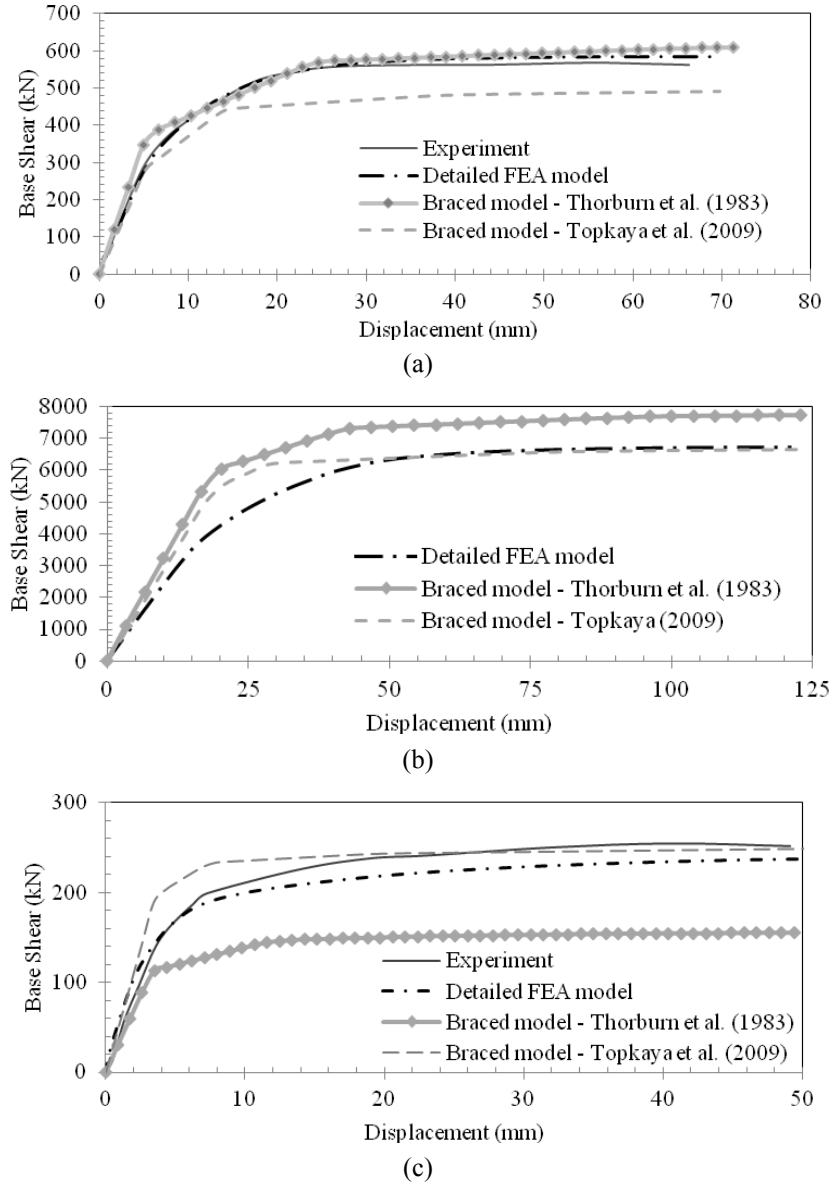 700
600
500
400
300
200
100
0
Base Shear (kN)
Experiment
Detailed FEA model
Braced model - Thorburn et al. (1983)
Braced model - Topkaya et al. (2009)
0 10 20 30 40 50 60 70 80
Displacement (mm)
(a)
8000
7000
6000
5000
4000
3000
2000
1000
0
Base Shear (kN)
Detailed FEA model
Braced model - Thorburn et al. (1983)
Braced model - Topkaya (2009)
0 25 50 75 100 125
Displacement (mm)
(b)
300
200
100
0
Base Shear (kN)
Experiment
Detailed FEA model
Braced model - Thorburn et al. (1983)
Braced model - Topkaya et al. (2009)
0 10 20 30 40 50
Displacement (mm)
(c)